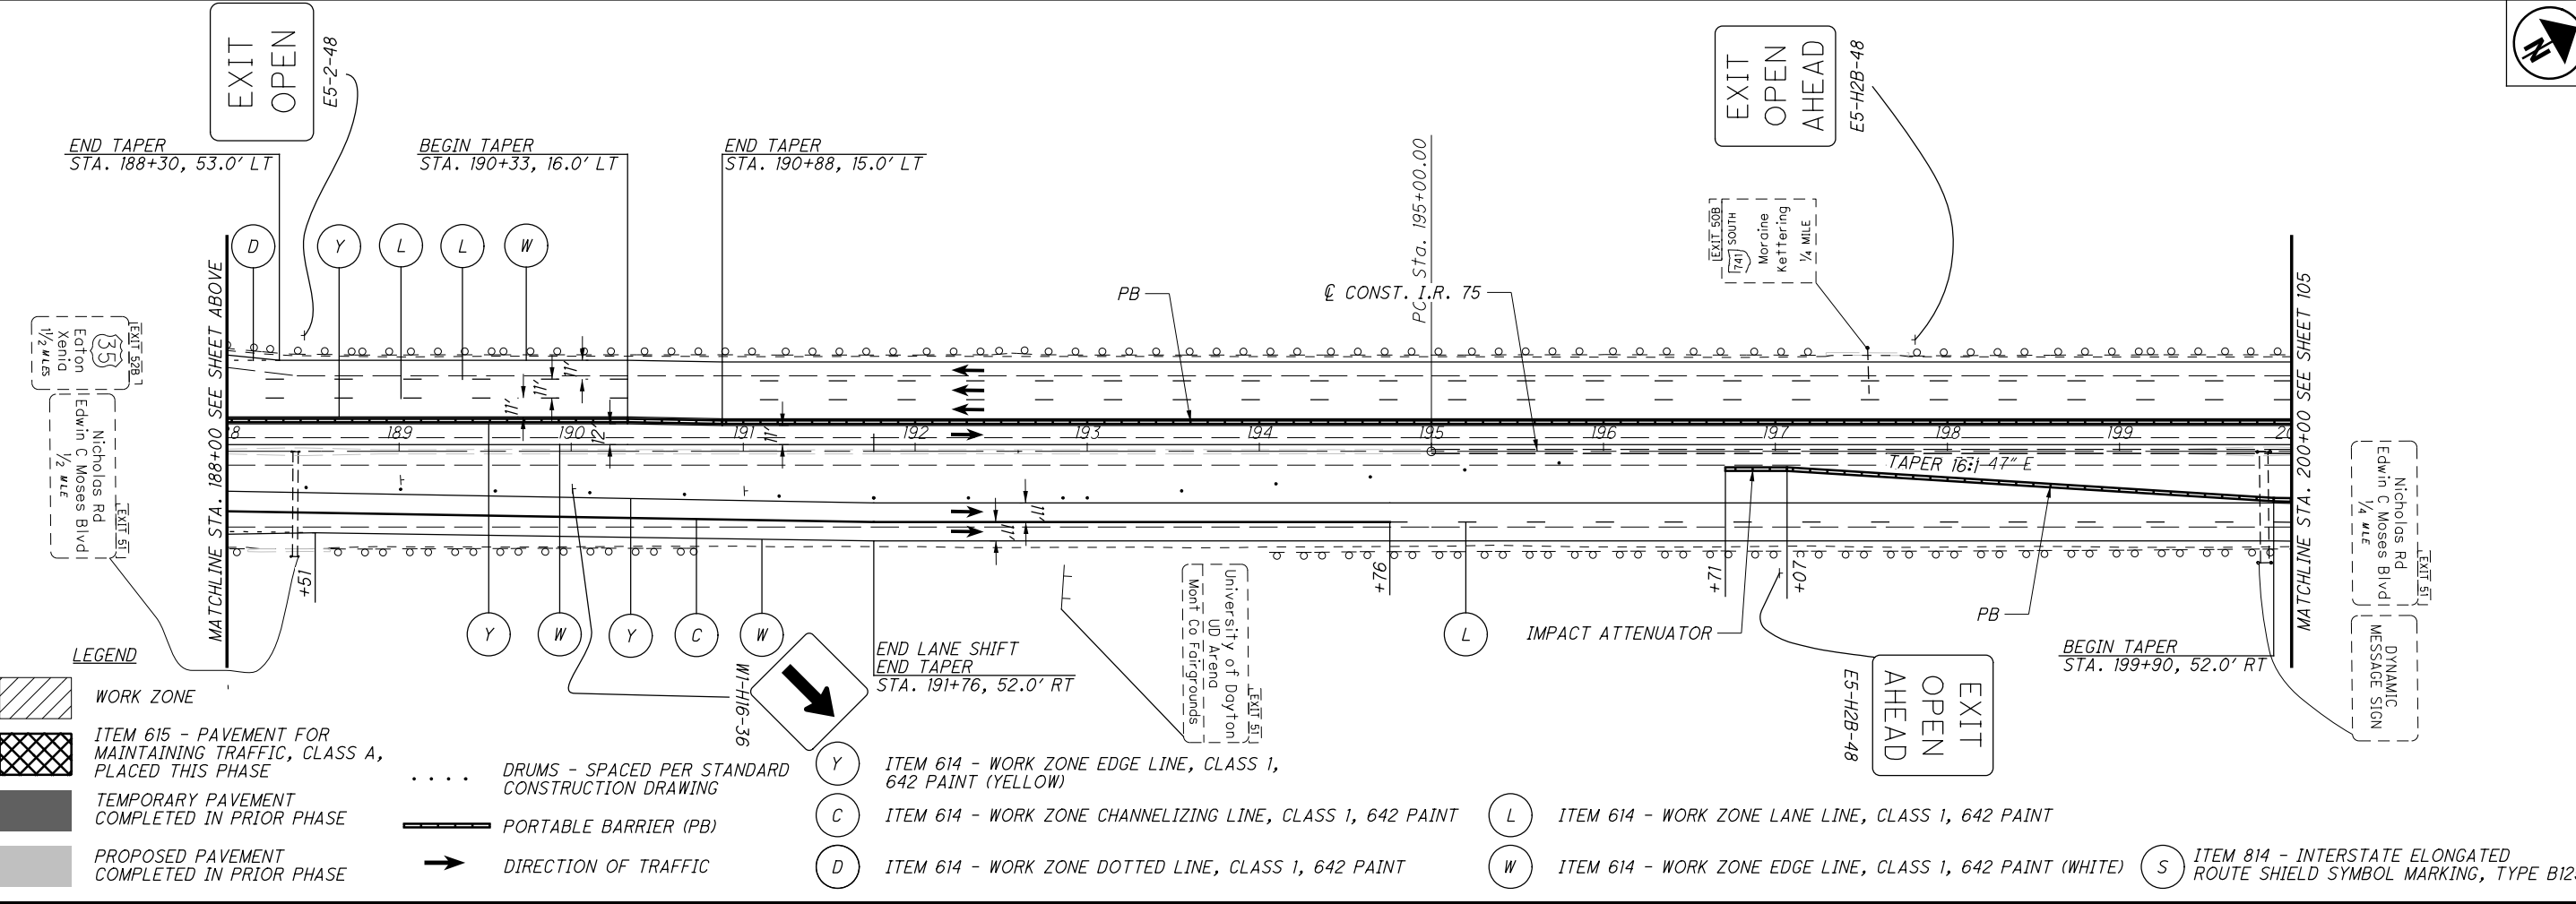 EXIT
OPEN
E5-2-48
EXIT
OPEN
AHEAD
E5-H2B-48
N
END TAPER
STA. 188+30, 53.0' LT
BEGIN TAPER
STA. 190+33, 16.0' LT
END TAPER
STA. 190+88, 15.0' LT
PC Sta. 195+00.00
EXIT 50B
741 SOUTH
Moraine
Kettering
1/4 MILE
D
Y
L
L
W
PB
℄ CONST. I.R. 75
MATCHLINE STA. 188+00 SEE SHEET ABOVE
MATCHLINE STA. 200+00 SEE SHEET 105
EXIT 52B
35
Eaton
Xenia
1 1/2 MLES
EXIT 51
Nicholas Rd
Edwin C Moses Blvd
1/2 MLE
11'
11'
11'
12'
11'
189
190
191
192
193
194
195
196
197
198
199
TAPER 16:1
47" E
11'
11'
+51
+76
+71
+07
Y
W
Y
C
W
L
IMPACT ATTENUATOR
PB
END LANE SHIFT
END TAPER
STA. 191+76, 52.0' RT
BEGIN TAPER
STA. 199+90, 52.0' RT
W1-H16-36
EXIT 51
University of Dayton
UD Arena
Mont Co Fairgrounds
EXIT
OPEN
AHEAD
E5-H2B-48
EXIT 51
Nicholas Rd
Edwin C Moses Blvd
1/4 MLE
DYNAMIC
MESSAGE SIGN
LEGEND
WORK ZONE
ITEM 615 - PAVEMENT FOR
MAINTAINING TRAFFIC, CLASS A,
PLACED THIS PHASE
TEMPORARY PAVEMENT
COMPLETED IN PRIOR PHASE
PROPOSED PAVEMENT
COMPLETED IN PRIOR PHASE
DRUMS - SPACED PER STANDARD
CONSTRUCTION DRAWING
PORTABLE BARRIER (PB)
DIRECTION OF TRAFFIC
Y ITEM 614 - WORK ZONE EDGE LINE, CLASS 1,
642 PAINT (YELLOW)
C ITEM 614 - WORK ZONE CHANNELIZING LINE, CLASS 1, 642 PAINT
D ITEM 614 - WORK ZONE DOTTED LINE, CLASS 1, 642 PAINT
L ITEM 614 - WORK ZONE LANE LINE, CLASS 1, 642 PAINT
W ITEM 614 - WORK ZONE EDGE LINE, CLASS 1, 642 PAINT (WHITE)
S ITEM 814 - INTERSTATE ELONGATED
ROUTE SHIELD SYMBOL MARKING, TYPE